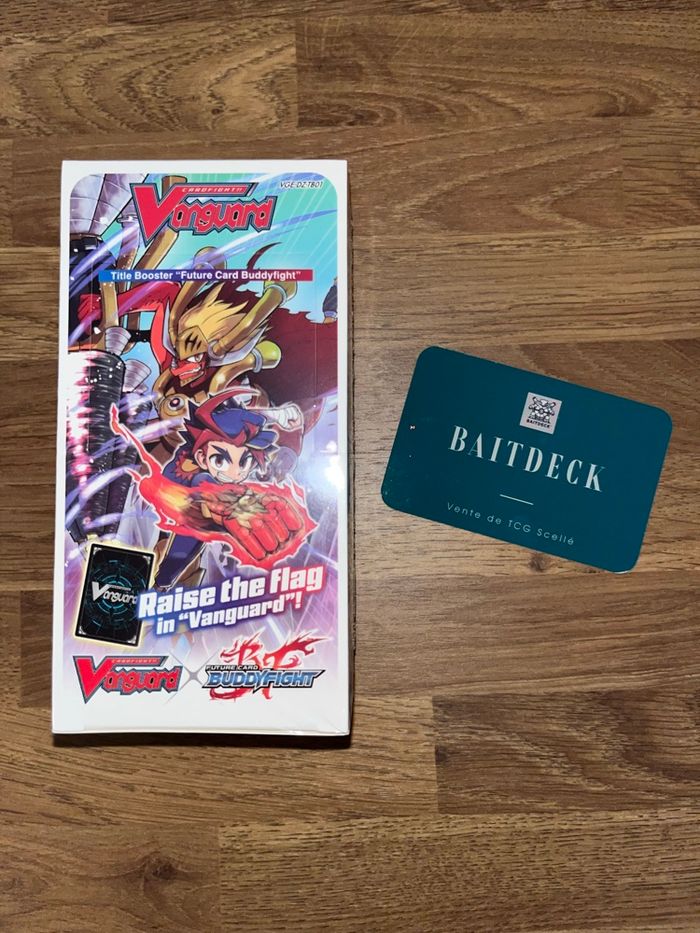 VGE-DZ-TB01
CARDFIGHT!!
Vanguard
Title Booster "Future Card Buddyfight"
H
Vanguard
Raise the flag
in "Vanguard"!
CARDFIGHT!!
Vanguard
×
FUTURE CARD
BUDDYFIGHT
BAITDECK
BAITDECK
Vente de TCG Scellé